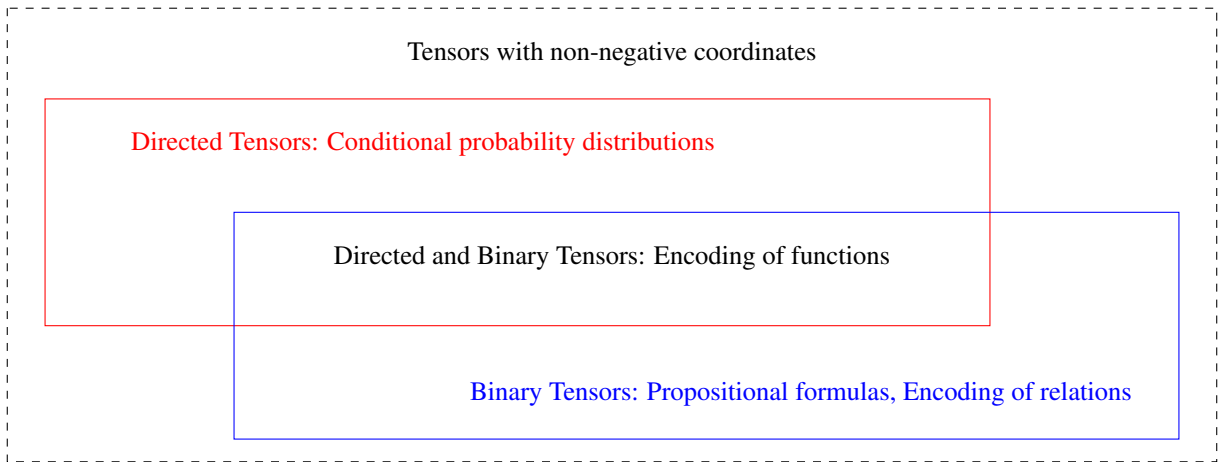 Tensors with non-negative coordinates
Directed Tensors: Conditional probability distributions
Directed and Binary Tensors: Encoding of functions
Binary Tensors: Propositional formulas, Encoding of relations